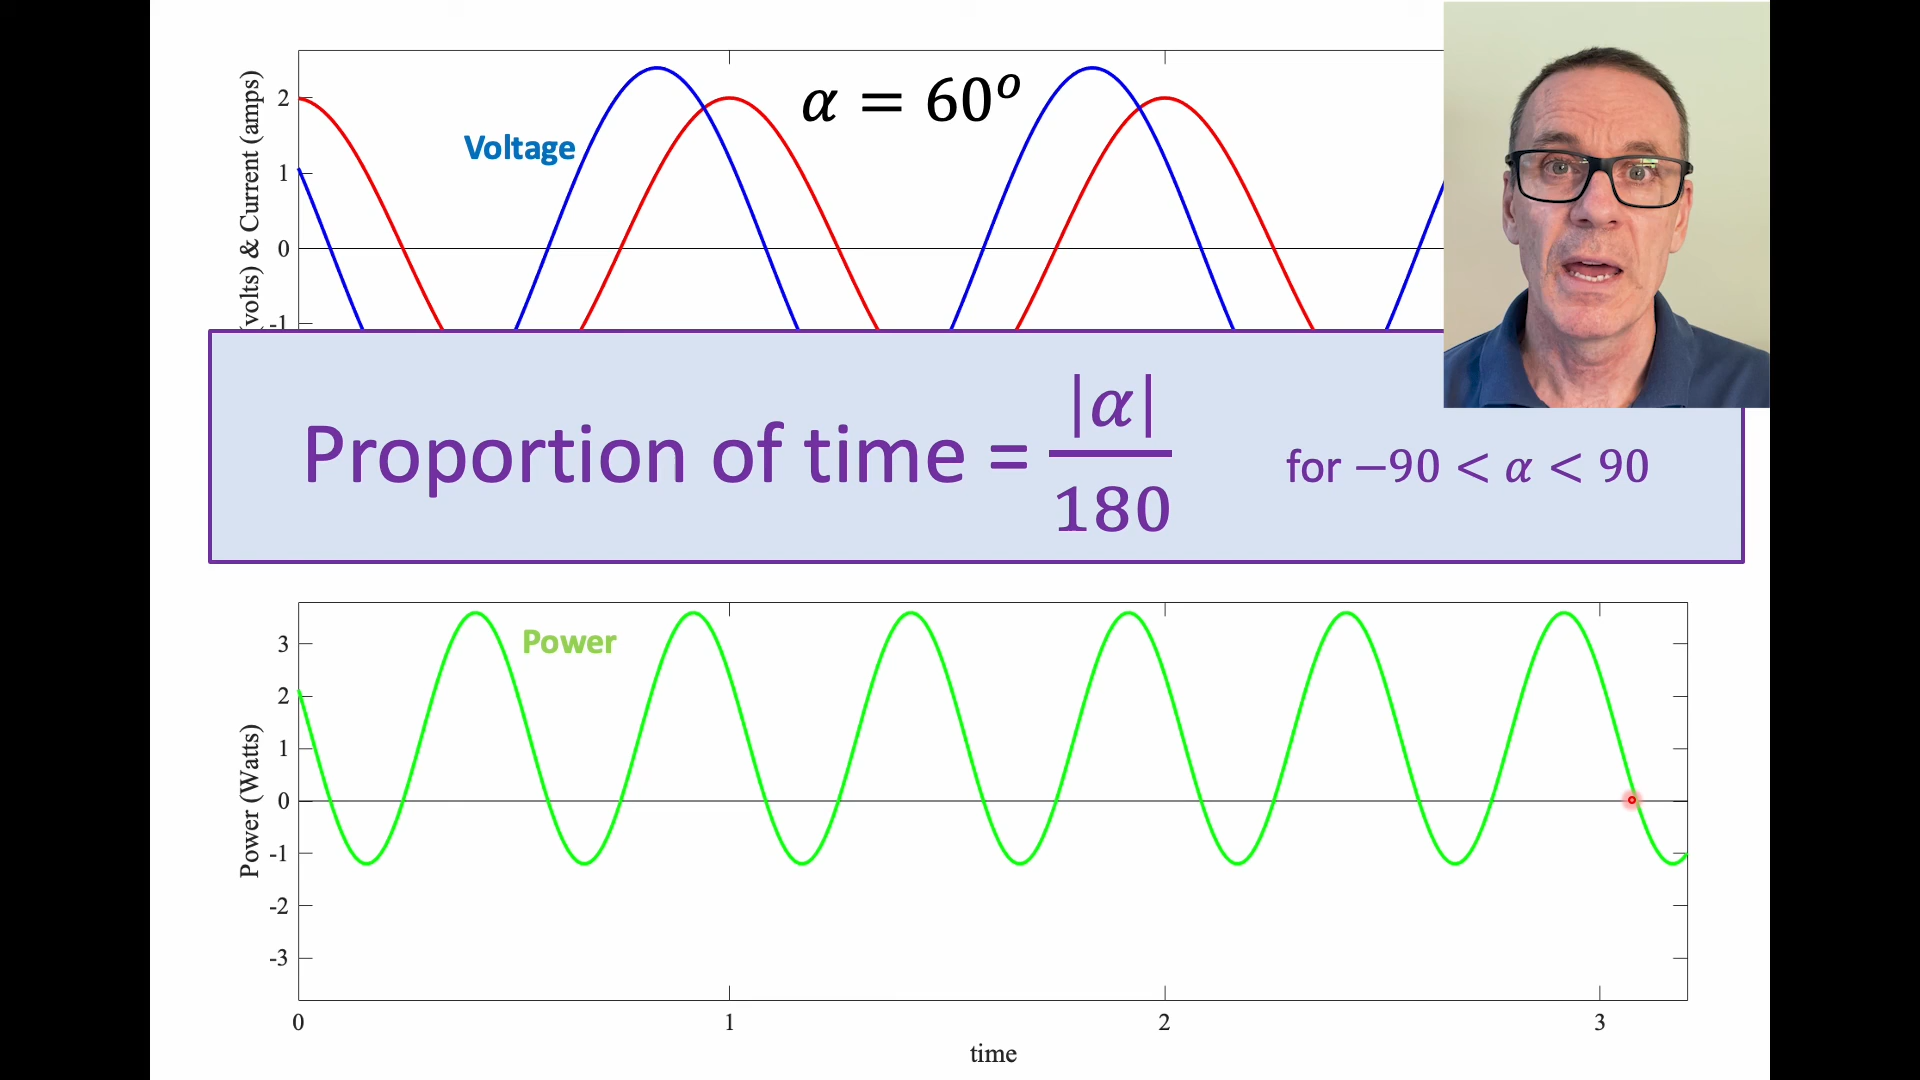 α = 60º
Voltage
2
1
0
-1
(volts) & Current (amps)
Proportion of time = |α| / 180
for −90 < α < 90
Power
3
2
1
0
-1
-2
-3
Power (Watts)
0 1 2 3
time